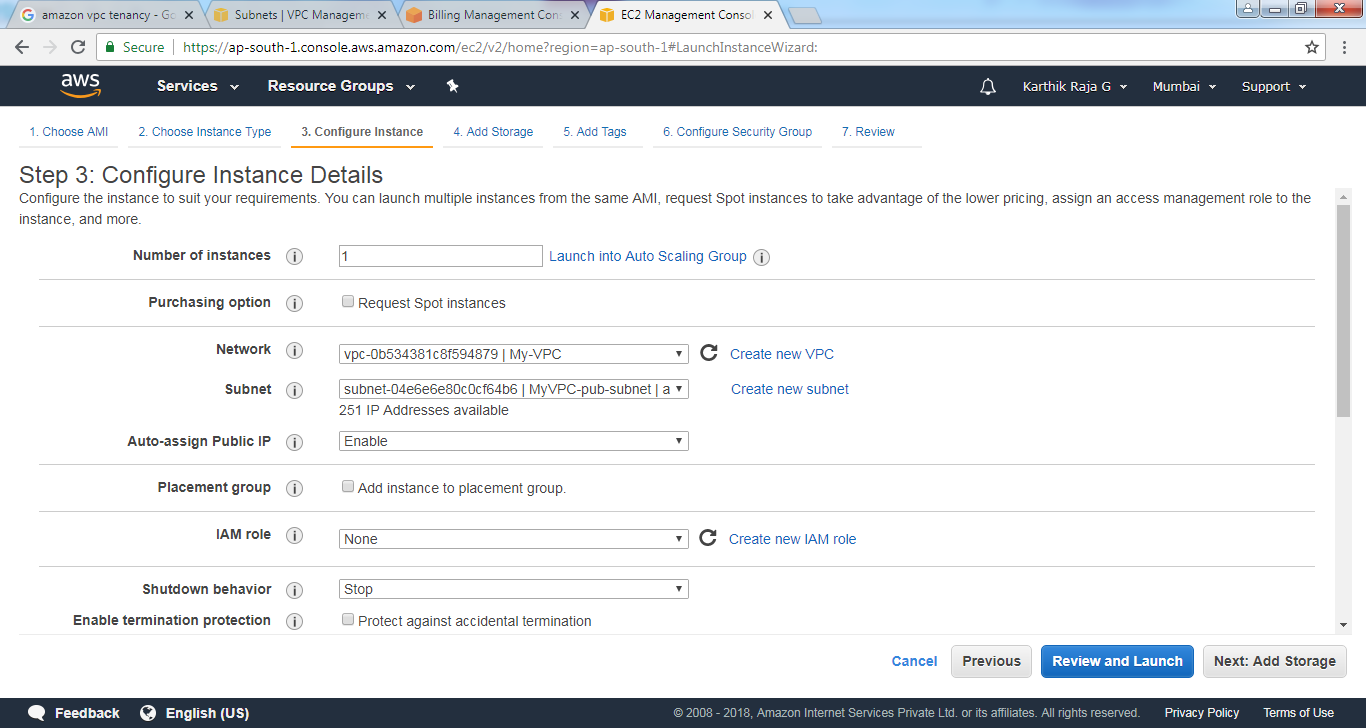 amazon vpc tenancy - Go
Subnets | VPC Manageme
Billing Management Cons
EC2 Management Consol
Secure
https://ap-south-1.console.aws.amazon.com/ec2/v2/home?region=ap-south-1#LaunchInstanceWizard:
aws
Services
Resource Groups
Karthik Raja G
Mumbai
Support
1. Choose AMI
2. Choose Instance Type
3. Configure Instance
4. Add Storage
5. Add Tags
6. Configure Security Group
7. Review
Step 3: Configure Instance Details
Configure the instance to suit your requirements. You can launch multiple instances from the same AMI, request Spot instances to take advantage of the lower pricing, assign an access management role to the
instance, and more.
Number of instances
1
Launch into Auto Scaling Group
Purchasing option
Request Spot instances
Network
vpc-0b534381c8f594879 | My-VPC
Create new VPC
Subnet
subnet-04e6e6e80c0cf64b6 | MyVPC-pub-subnet | a
Create new subnet
251 IP Addresses available
Auto-assign Public IP
Enable
Placement group
Add instance to placement group.
IAM role
None
Create new IAM role
Shutdown behavior
Stop
Enable termination protection
Protect against accidental termination
Cancel
Previous
Review and Launch
Next: Add Storage
Feedback
English (US)
© 2008 - 2018, Amazon Internet Services Private Ltd. or its affiliates. All rights reserved.
Privacy Policy
Terms of Use